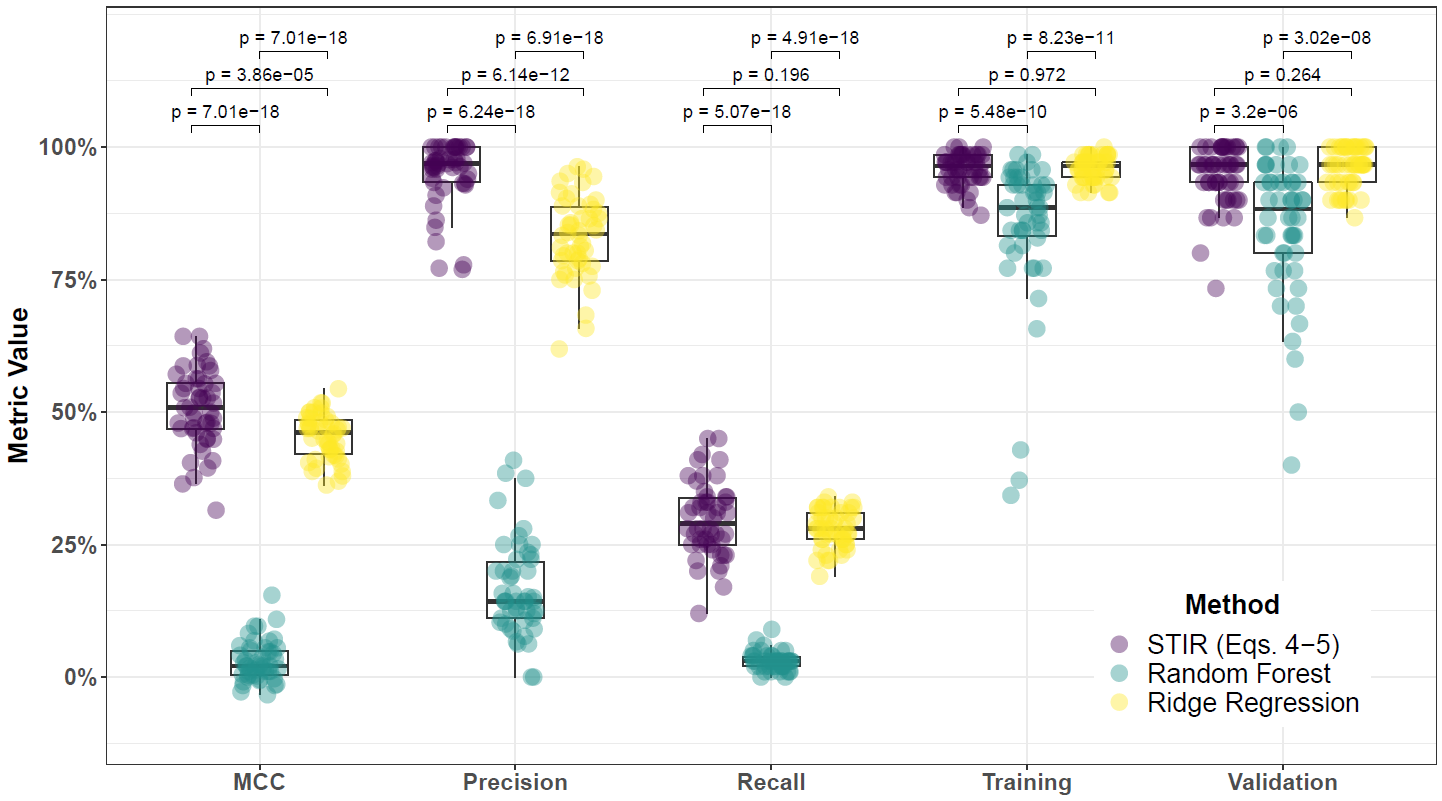 p = 7.01e−18
p = 6.91e−18
p = 4.91e−18
p = 8.23e−11
p = 3.02e−08
p = 3.86e−05
p = 6.14e−12
p = 0.196
p = 0.972
p = 0.264
p = 7.01e−18
p = 6.24e−18
p = 5.07e−18
p = 5.48e−10
p = 3.2e−06
100%
75%
50%
25%
0%
Metric Value
Method
STIR (Eqs. 4−5)
Random Forest
Ridge Regression
MCC
Precision
Recall
Training
Validation